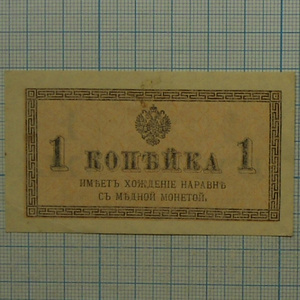 1 КОПѢЙКА 1
ИМѢЕТЪ ХОЖДЕНІЕ НАРАВНѢ
СЪ МѢДНОЙ МОНЕТОЙ.